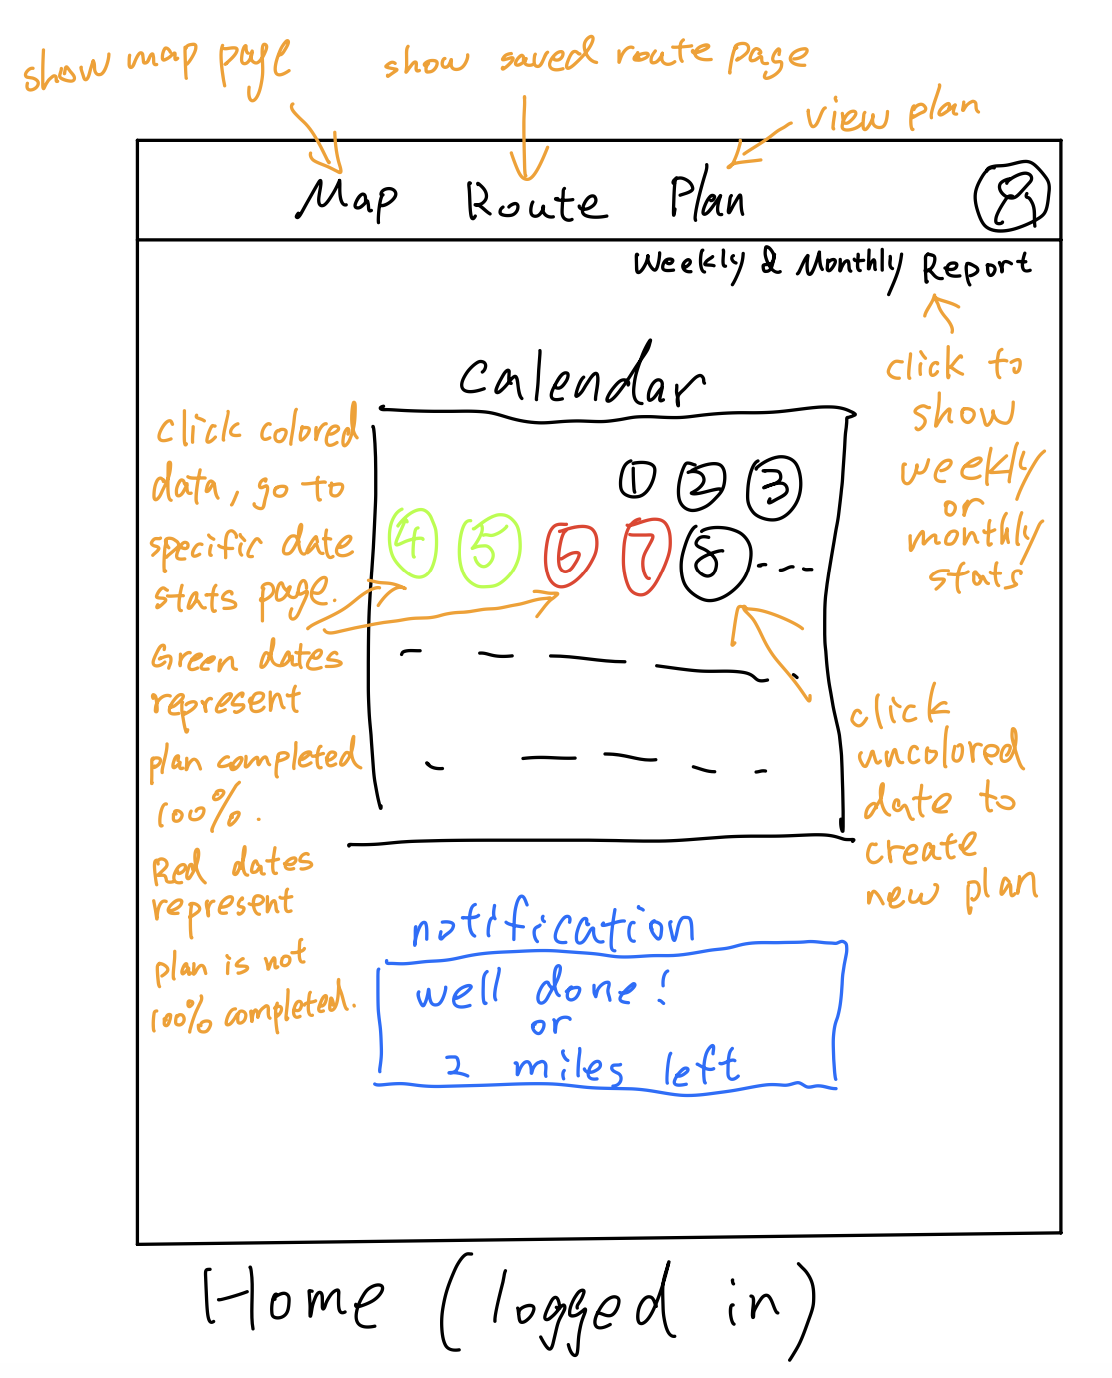 show map page
show saved route page
view plan
Map Route Plan
Weekly & Monthly Report
click to
show
weekly
or
monthly
stats
Calendar
click colored
data, go to
specific date
stats page.
Green dates
represent
plan completed
100%.
Red dates
represent
plan is not
100% completed.
1 2 3
4 5 6 7 8 ...
click
uncolored
date to
create
new plan
notification
well done!
or
2 miles left
Home (logged in)